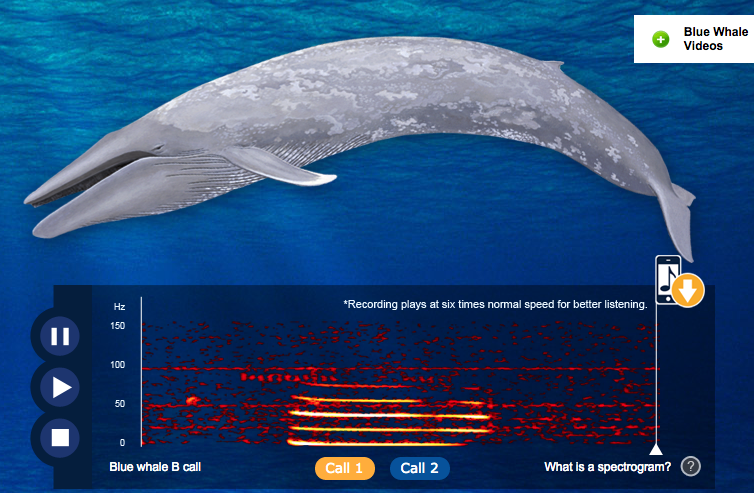 Blue Whale
Videos
*Recording plays at six times normal speed for better listening.
Hz
150
100
50
0
Blue whale B call
Call 1
Call 2
What is a spectrogram?
?